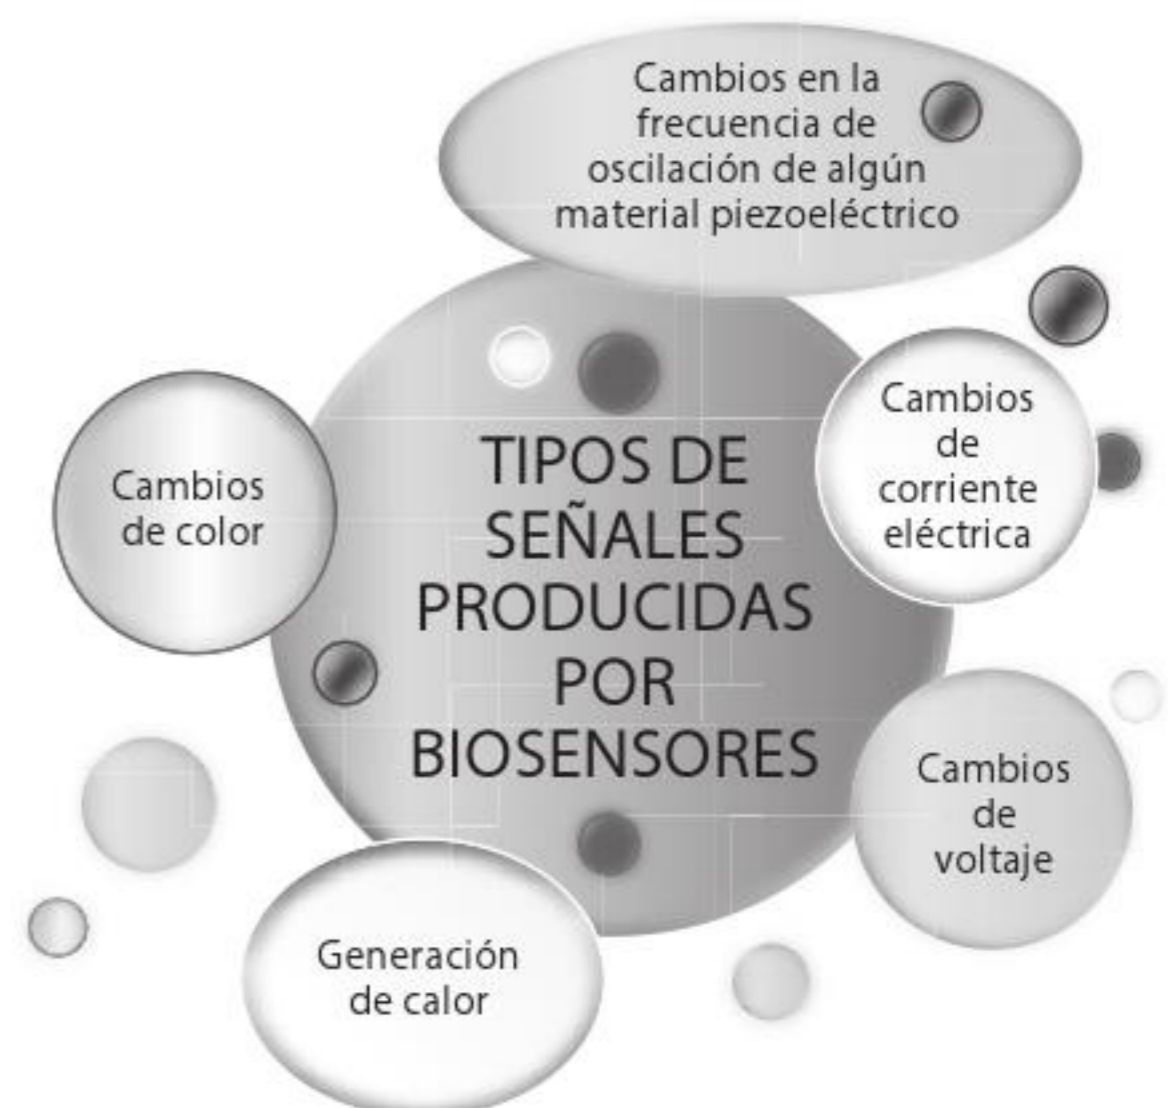 Cambios en la
frecuencia de
oscilación de algún
material piezoeléctrico
Cambios
de
corriente
eléctrica
Cambios
de color
TIPOS DE
SEÑALES
PRODUCIDAS
POR
BIOSENSORES
Cambios
de
voltaje
Generación
de calor